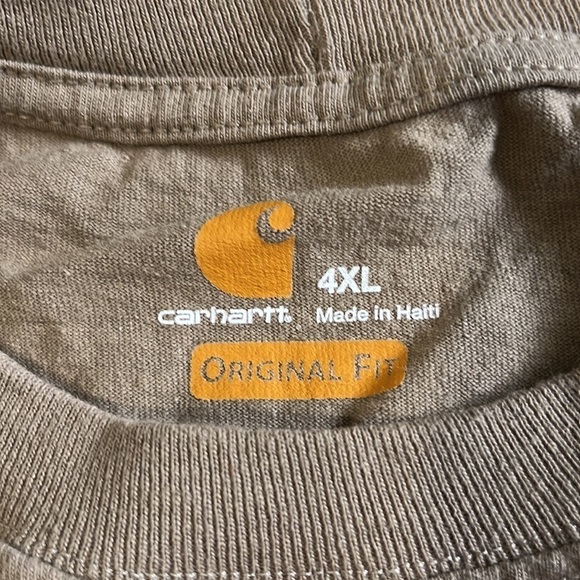 4XL
carhartt. Made in Haiti
ORIGINAL FIT